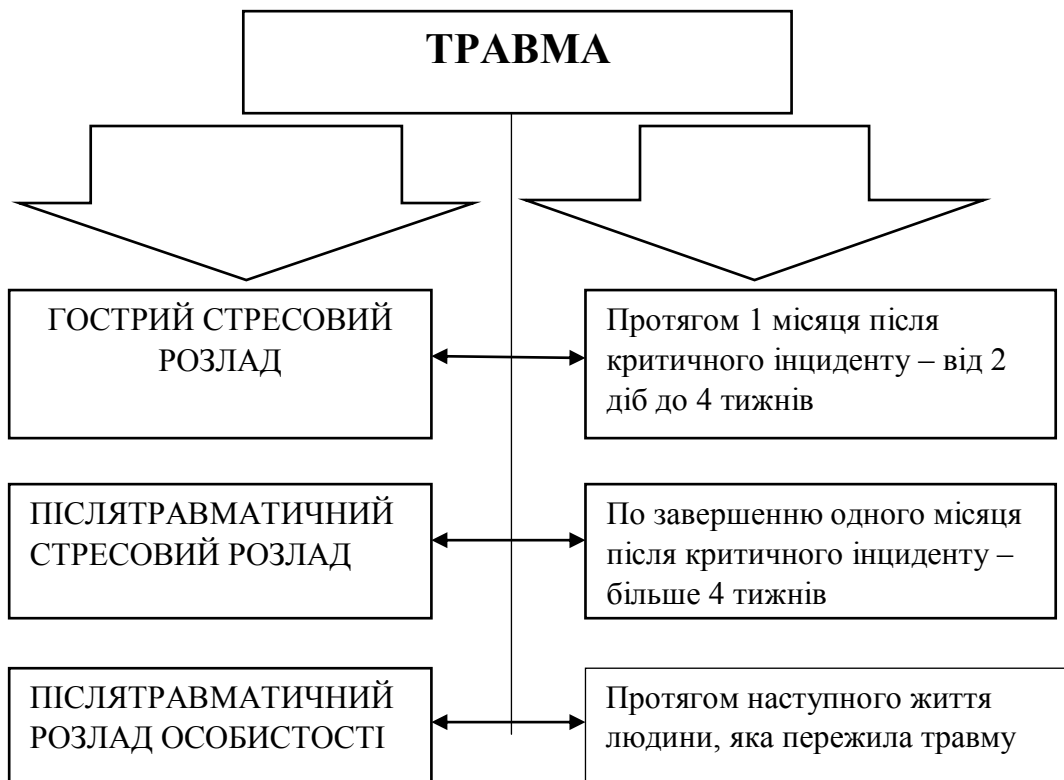 ТРАВМА
ГОСТРИЙ СТРЕСОВИЙ
РОЗЛАД
Протягом 1 місяця після
критичного інциденту – від 2
діб до 4 тижнів
ПІСЛЯТРАВМАТИЧНИЙ
СТРЕСОВИЙ РОЗЛАД
По завершенню одного місяця
після критичного інциденту –
більше 4 тижнів
ПІСЛЯТРАВМАТИЧНИЙ
РОЗЛАД ОСОБИСТОСТІ
Протягом наступного життя
людини, яка пережила травму